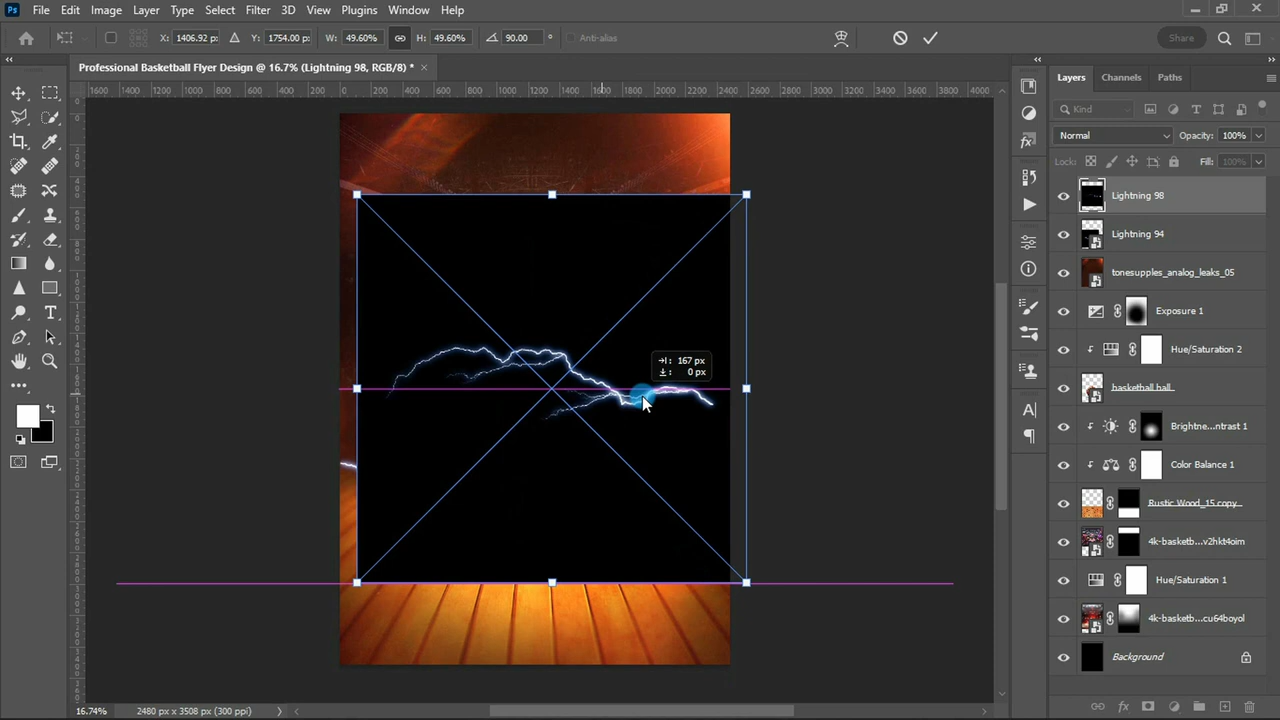 Ps File Edit Image Layer Type Select Filter 3D View Plugins Window Help
X: 1406.92 px Y: 1754.00 px W: 49.60% H: 49.60% 90.00 ° Anti-alias Share
Professional Basketball Flyer Design @ 16.7% (Lightning 98, RGB/8) * ×
1600 1400 1200 1000 800 600 400 200 0 200 400 600 800 1000 1200 1400 1600 1800 2000 2200 2400 2600 2800 3000 3200 3400 3600 3800 4000
Layers Channels Paths
Kind
Normal Opacity: 100%
Lock: Fill: 100%
Lightning 98
Lightning 94
tonesupples_analog_leaks_05
Exposure 1
Hue/Saturation 2
→|: 167 px
↓: 0 px
basketball ball
Brightne...ntrast 1
Color Balance 1
Rustic Wood_15 copy
4k-basketb...v2hkt4oim
Hue/Saturation 1
4k-basketb...cu64boyol
Background
16.74% 2480 px x 3508 px (300 ppi)